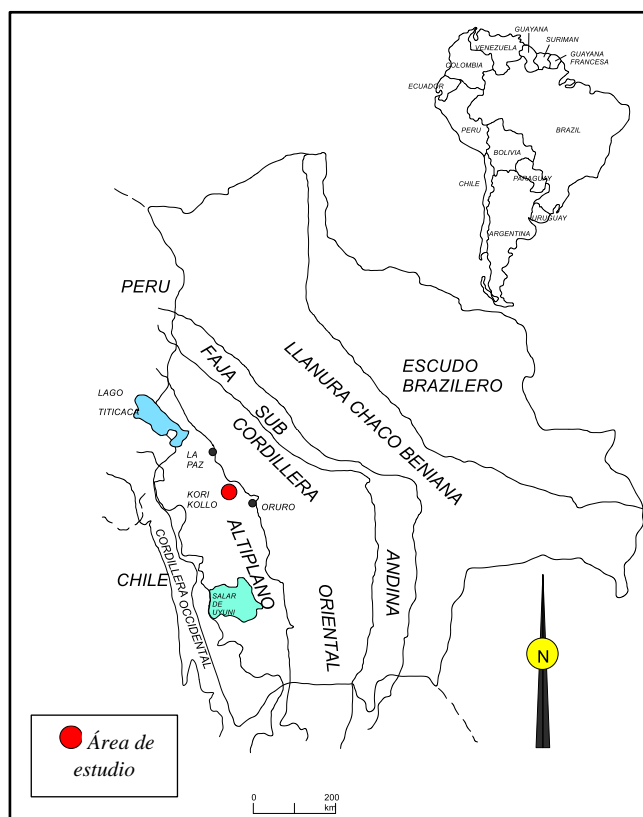 GUAYANA
SURIMAN
VENEZUELA
GUAYANA
FRANCESA
COLOMBIA
ECUADOR
PERU
BRAZIL
BOLIVIA
CHILE
PARAGUAY
URUGUAY
ARGENTINA
PERU
FAJA
SUB
ANDINA
LLANURA CHACO BENIANA
ESCUDO
BRAZILERO
LAGO
TITICACA
CORDILLERA
ORIENTAL
LA
PAZ
KORI
KOLLO
ORURO
ALTIPLANO
CHILE
CORDILLERA OCCIDENTAL
SALAR
DE
UYUNI
N
Área de
estudio
0 200
km